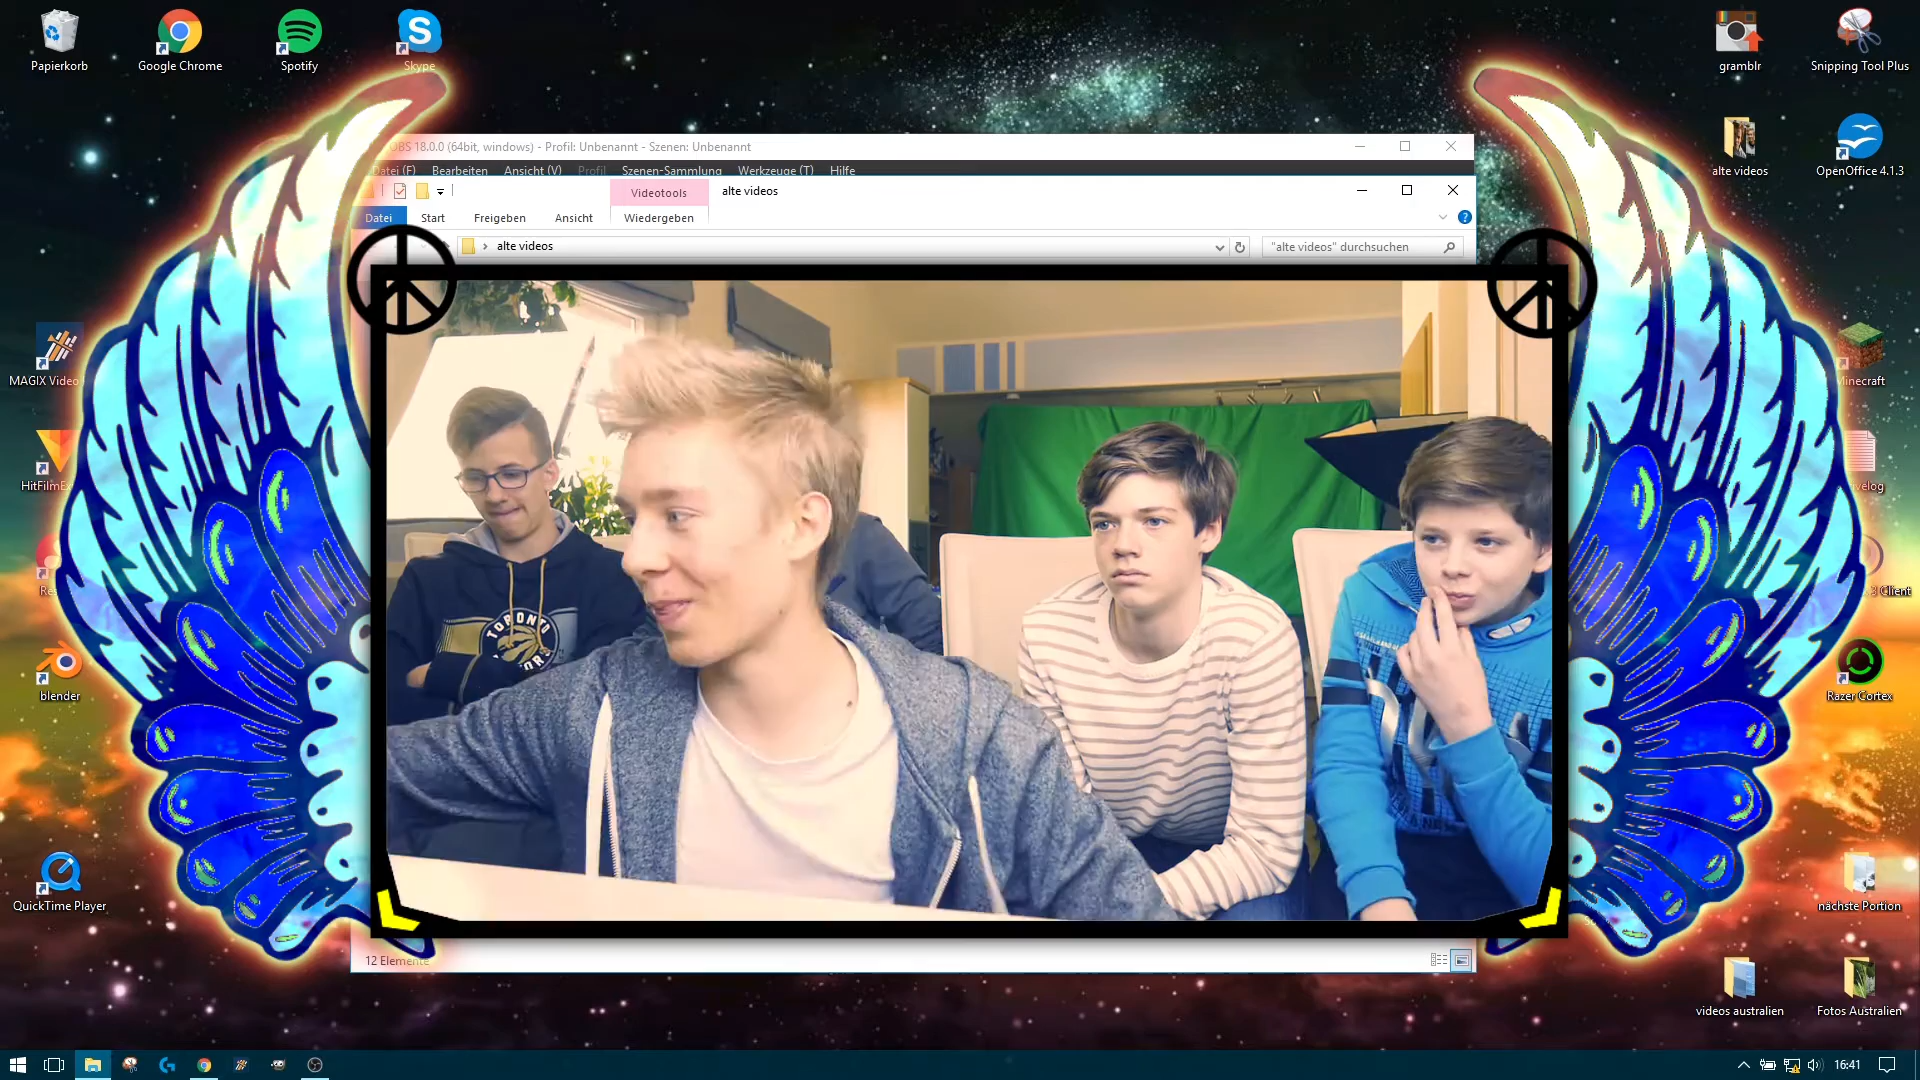 Papierkorb
Google Chrome
Spotify
Skype
gramblr
Snipping Tool Plus
alte videos
OpenOffice 4.1.3
OBS 18.0.0 (64bit, windows) - Profil: Unbenannt - Szenen: Unbenannt
Datei (F) Bearbeiten Ansicht (V) Profil Szenen-Sammlung Werkzeuge (T) Hilfe
Videotools alte videos
Datei Start Freigeben Ansicht Wiedergeben
alte videos
"alte videos" durchsuchen
MAGIX Video
Minecraft
TORONTO
blender
Client
Razer Cortex
QuickTime Player
nächste Portion
12 Elemente
videos australien
Fotos Australien
16:41